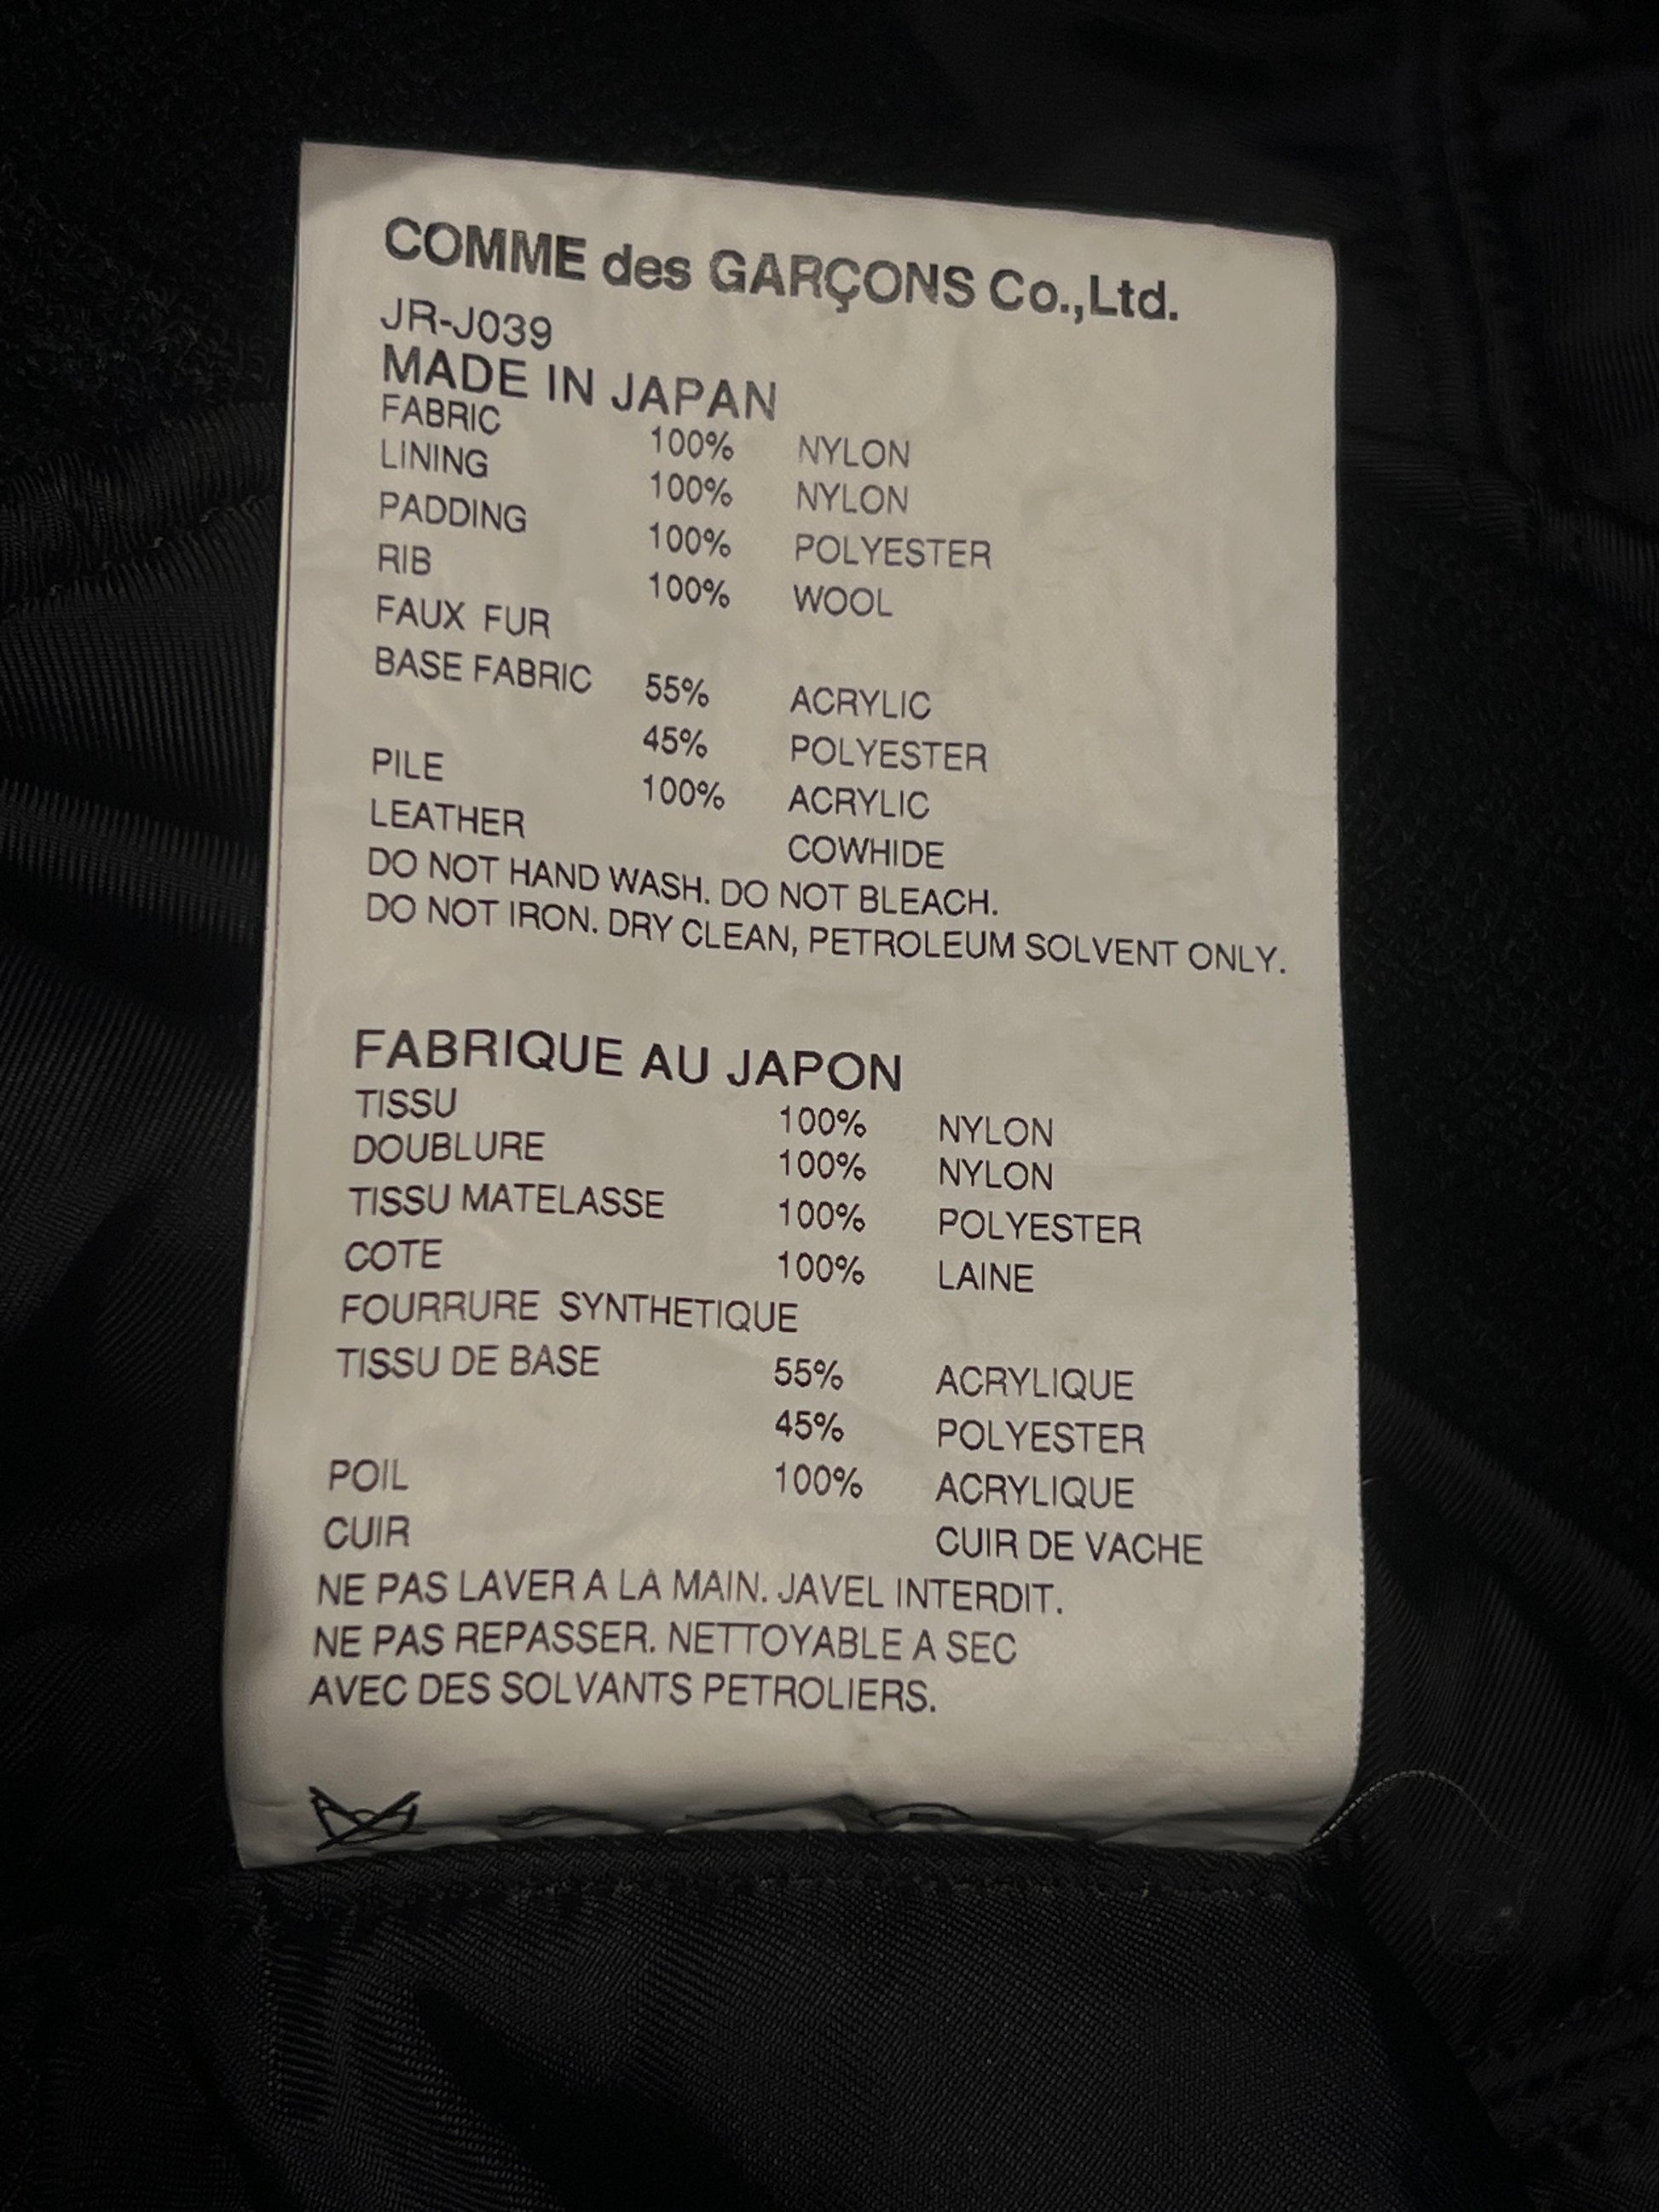 COMME des GARÇONS Co.,Ltd.
JR-J039
MADE IN JAPAN
FABRIC 100% NYLON
LINING 100% NYLON
PADDING 100% POLYESTER
RIB 100% WOOL
FAUX FUR
BASE FABRIC 55% ACRYLIC
45% POLYESTER
PILE 100% ACRYLIC
LEATHER COWHIDE
DO NOT HAND WASH. DO NOT BLEACH.
DO NOT IRON. DRY CLEAN, PETROLEUM SOLVENT ONLY.
FABRIQUE AU JAPON
TISSU 100% NYLON
DOUBLURE 100% NYLON
TISSU MATELASSE 100% POLYESTER
COTE 100% LAINE
FOURRURE SYNTHETIQUE
TISSU DE BASE 55% ACRYLIQUE
45% POLYESTER
POIL 100% ACRYLIQUE
CUIR CUIR DE VACHE
NE PAS LAVER A LA MAIN. JAVEL INTERDIT.
NE PAS REPASSER. NETTOYABLE A SEC
AVEC DES SOLVANTS PETROLIERS.